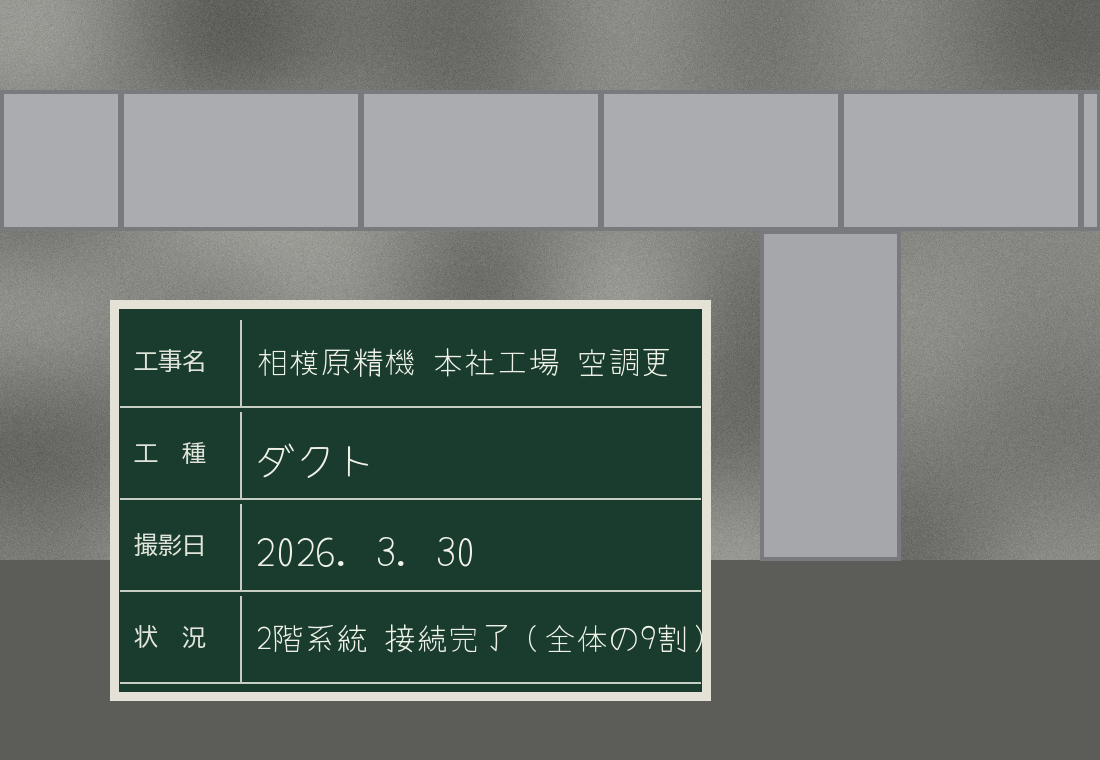 工事名 相模原精機 本社工場 空調更
工 種 ダクト
撮影日 2026. 3. 30
状 況 2階系統 接続完了(全体の9割)